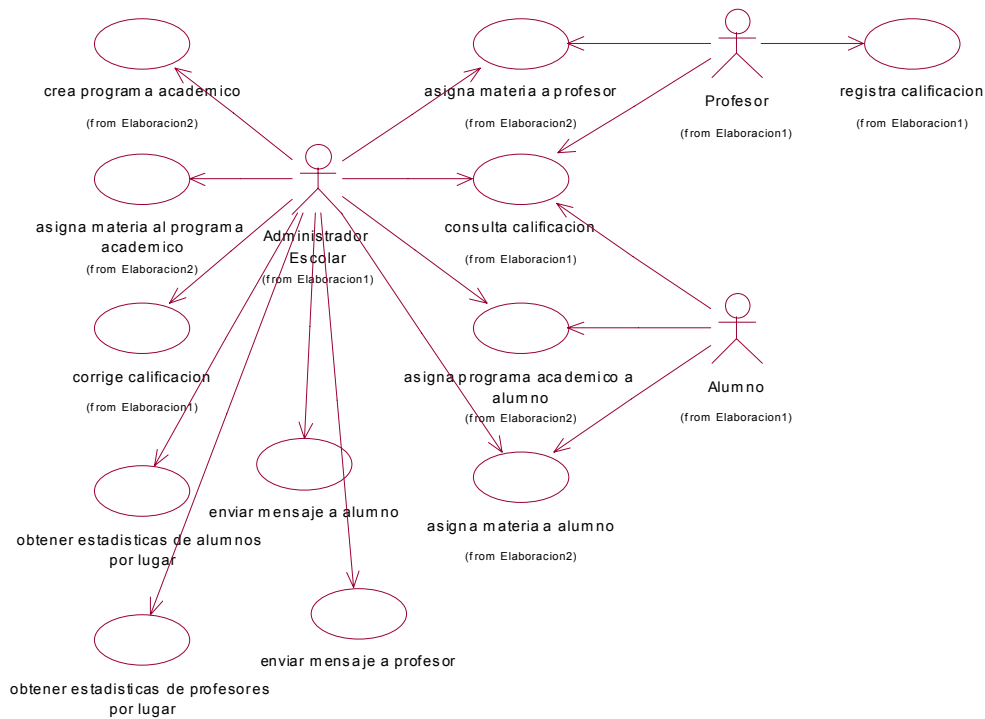 crea programa academico
(from Elaboracion2)
asigna materia a profesor
(from Elaboracion2)
Profesor
(from Elaboracion1)
registra calificacion
(from Elaboracion1)
asigna materia al programa
academico
(from Elaboracion2)
Administrador
Escolar
(from Elaboracion1)
consulta calificacion
(from Elaboracion1)
corrige calificacion
(from Elaboracion1)
asigna programa academico a
alumno
(from Elaboracion2)
Alumno
(from Elaboracion1)
obtener estadisticas de alumnos
por lugar
enviar mensaje a alumno
asigna materia a alumno
(from Elaboracion2)
enviar mensaje a profesor
obtener estadisticas de profesores
por lugar